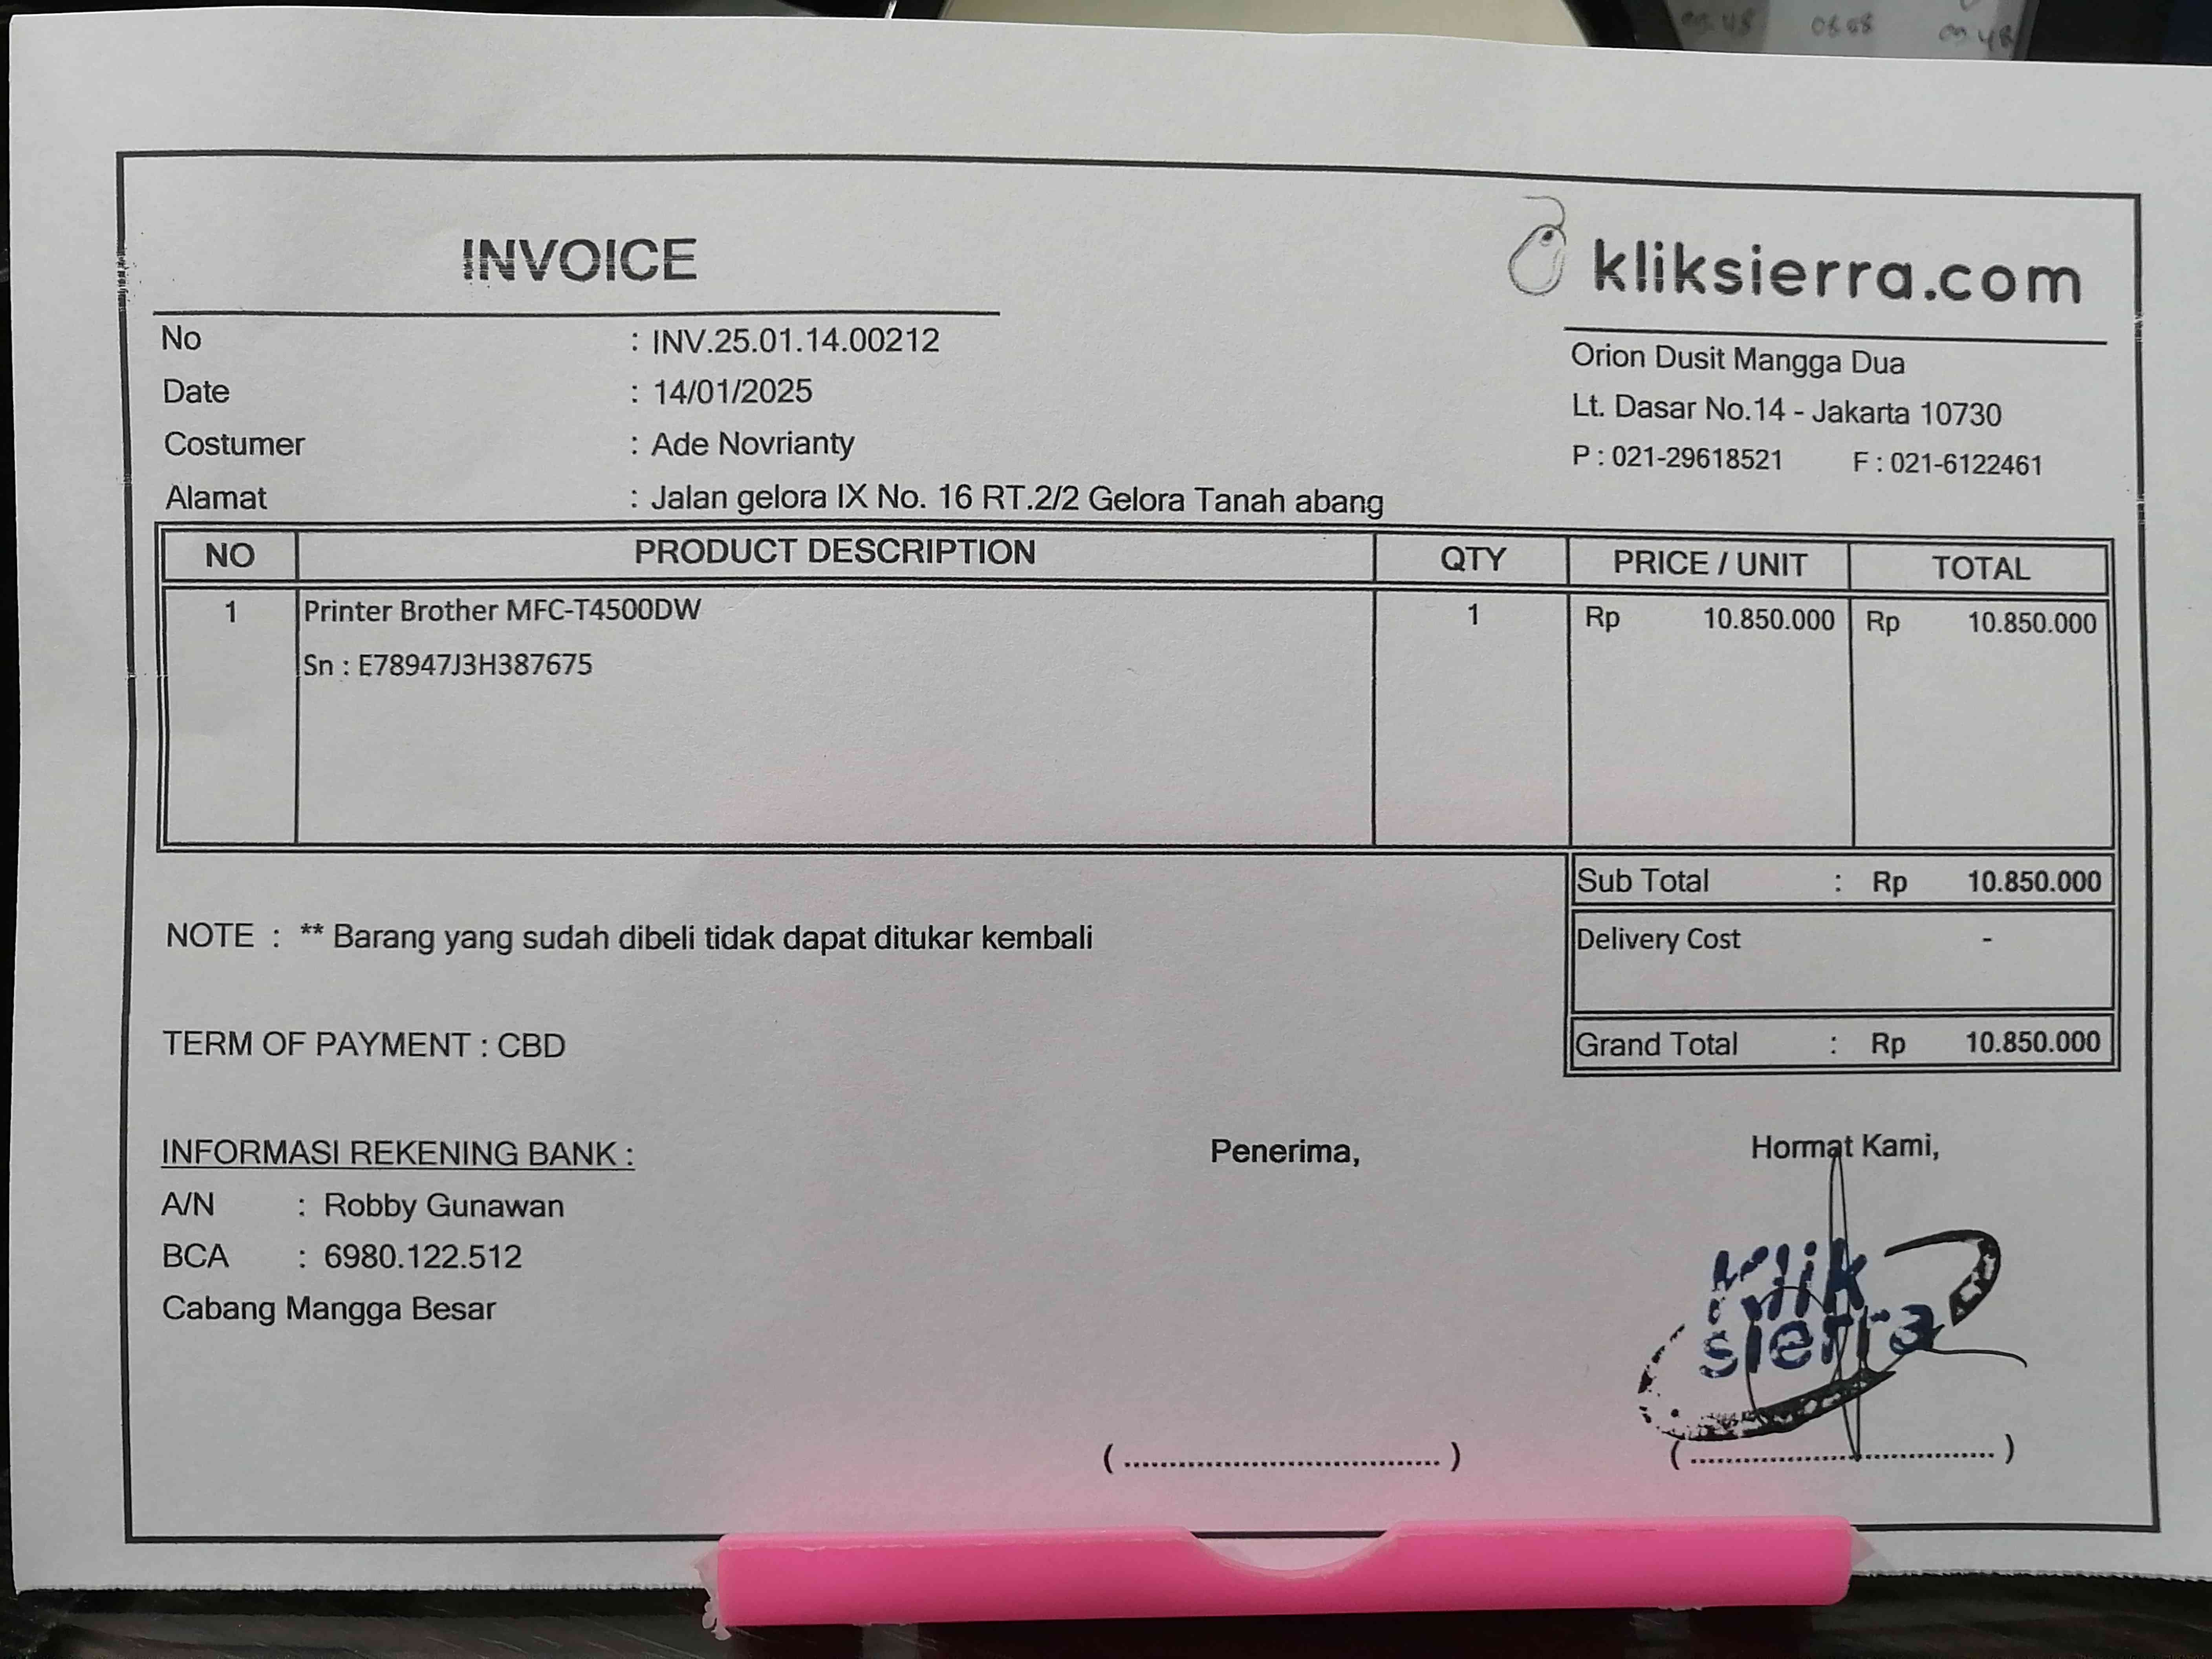 INVOICE
kliksierra.com
No : INV.25.01.14.00212
Date : 14/01/2025
Costumer : Ade Novrianty
Alamat : Jalan gelora IX No. 16 RT.2/2 Gelora Tanah abang
Orion Dusit Mangga Dua
Lt. Dasar No.14 - Jakarta 10730
P : 021-29618521 F : 021-6122461
NO PRODUCT DESCRIPTION QTY PRICE / UNIT TOTAL
1 Printer Brother MFC-T4500DW 1 Rp 10.850.000 Rp 10.850.000
Sn : E78947J3H387675
Sub Total : Rp 10.850.000
NOTE : ** Barang yang sudah dibeli tidak dapat ditukar kembali
Delivery Cost -
TERM OF PAYMENT : CBD
Grand Total : Rp 10.850.000
INFORMASI REKENING BANK :
A/N : Robby Gunawan
BCA : 6980.122.512
Cabang Mangga Besar
Penerima,
Hormat Kami,
klik
sierra
( ........................................ )
( ........................................ )